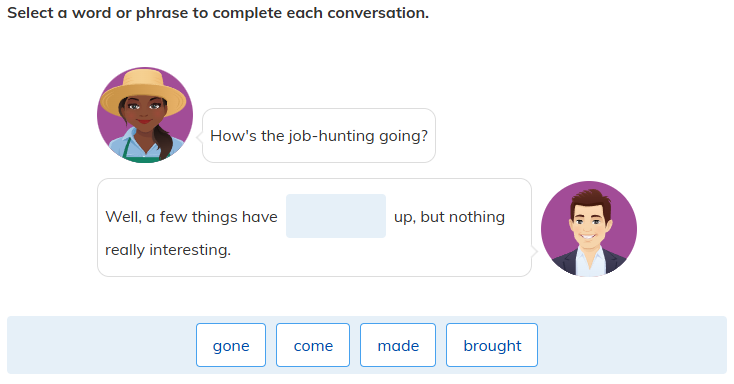 Select a word or phrase to complete each conversation.
How's the job-hunting going?
Well, a few things have up, but nothing
really interesting.
gone come made brought